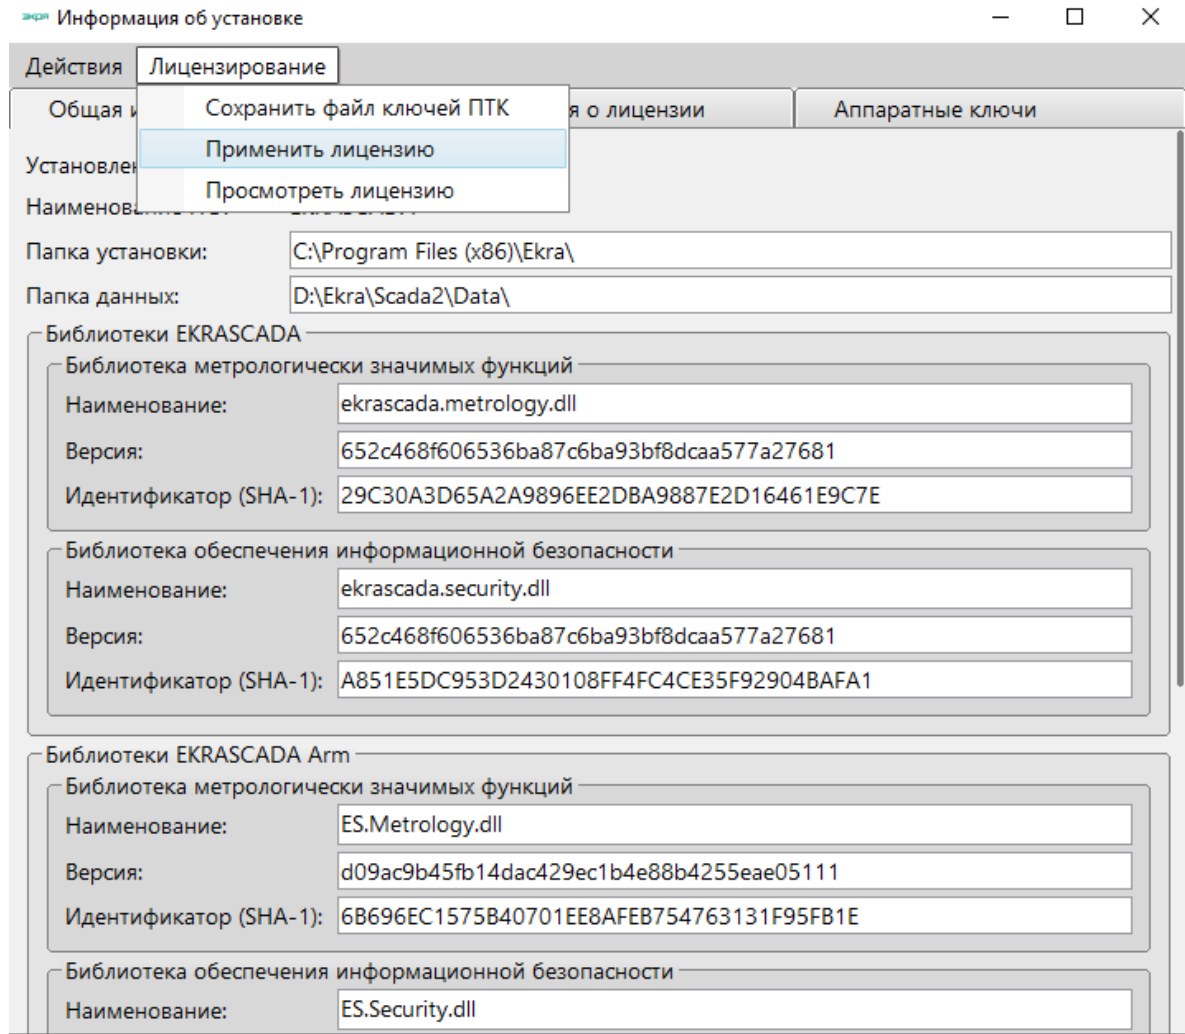 экра Информация об установке
Действия Лицензирование
Общая и я о лицензии Аппаратные ключи
Сохранить файл ключей ПТК
Применить лицензию
Просмотреть лицензию
Папка установки: C:\Program Files (x86)\Ekra\
Папка данных: D:\Ekra\Scada2\Data\
Библиотеки EKRASCADA
Библиотека метрологически значимых функций
Наименование: ekrascada.metrology.dll
Версия: 652c468f606536ba87c6ba93bf8dcaa577a27681
Идентификатор (SHA-1): 29C30A3D65A2A9896EE2DBA9887E2D16461E9C7E
Библиотека обеспечения информационной безопасности
Наименование: ekrascada.security.dll
Версия: 652c468f606536ba87c6ba93bf8dcaa577a27681
Идентификатор (SHA-1): A851E5DC953D2430108FF4FC4CE35F92904BAFA1
Библиотеки EKRASCADA Arm
Библиотека метрологически значимых функций
Наименование: ES.Metrology.dll
Версия: d09ac9b45fb14dac429ec1b4e88b4255eae05111
Идентификатор (SHA-1): 6B696EC1575B40701EE8AFEB754763131F95FB1E
Библиотека обеспечения информационной безопасности
Наименование: ES.Security.dll